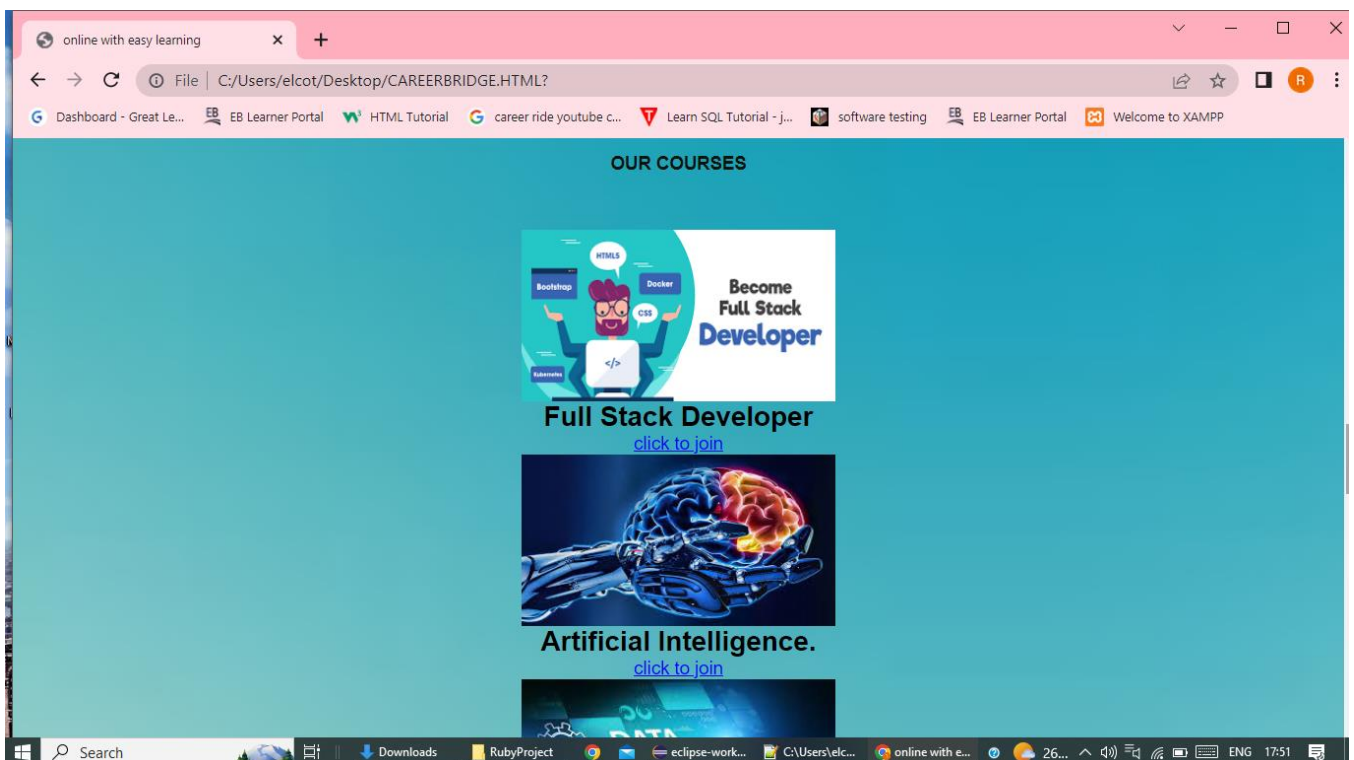 online with easy learning
File | C:/Users/elcot/Desktop/CAREERBRIDGE.HTML?
R
Dashboard - Great Le... EB Learner Portal HTML Tutorial career ride youtube c... Learn SQL Tutorial - j... software testing EB Learner Portal Welcome to XAMPP
OUR COURSES
HTML5
Bootstrap
Docker
CSS
</>
Kubernetes
Become
Full Stack
Developer
Full Stack Developer
click to join
Artificial Intelligence.
click to join
DATA
Search Downloads RubyProject eclipse-work... C:\Users\elc... online with e... 26... ENG 17:51